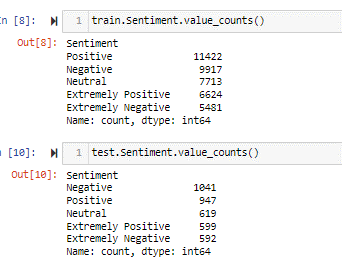 In [8]: 1 train.Sentiment.value_counts()
Out[8]: Sentiment
Positive 11422
Negative 9917
Neutral 7713
Extremely Positive 6624
Extremely Negative 5481
Name: count, dtype: int64
n [10]: 1 test.Sentiment.value_counts()
Out[10]: Sentiment
Negative 1041
Positive 947
Neutral 619
Extremely Positive 599
Extremely Negative 592
Name: count, dtype: int64